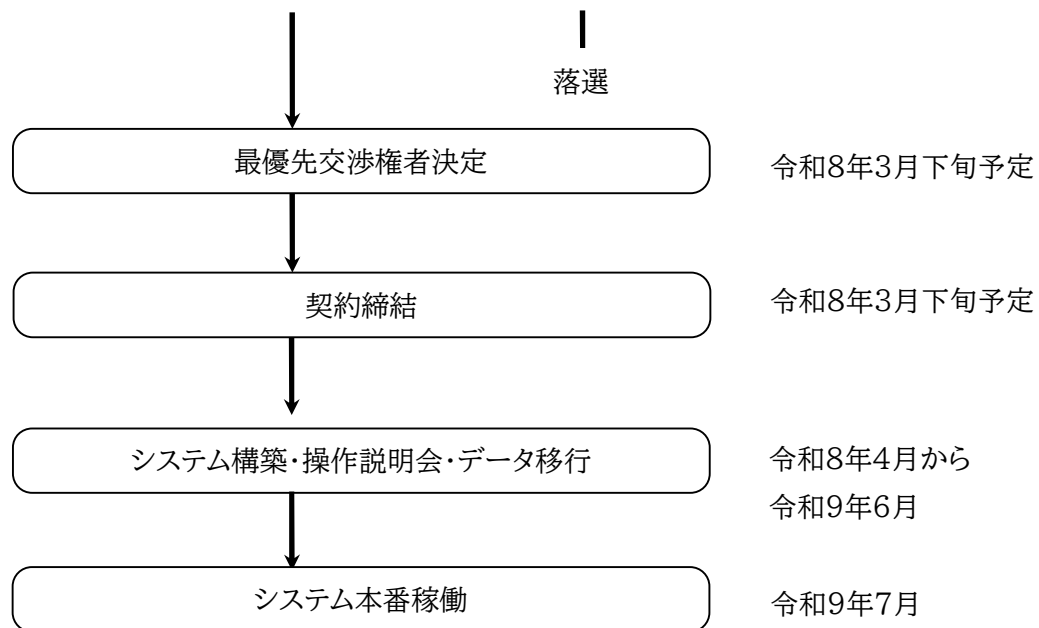 落選
最優先交渉権者決定
令和8年3月下旬予定
契約締結
令和8年3月下旬予定
システム構築・操作説明会・データ移行
令和8年4月から
令和9年6月
システム本番稼働
令和9年7月